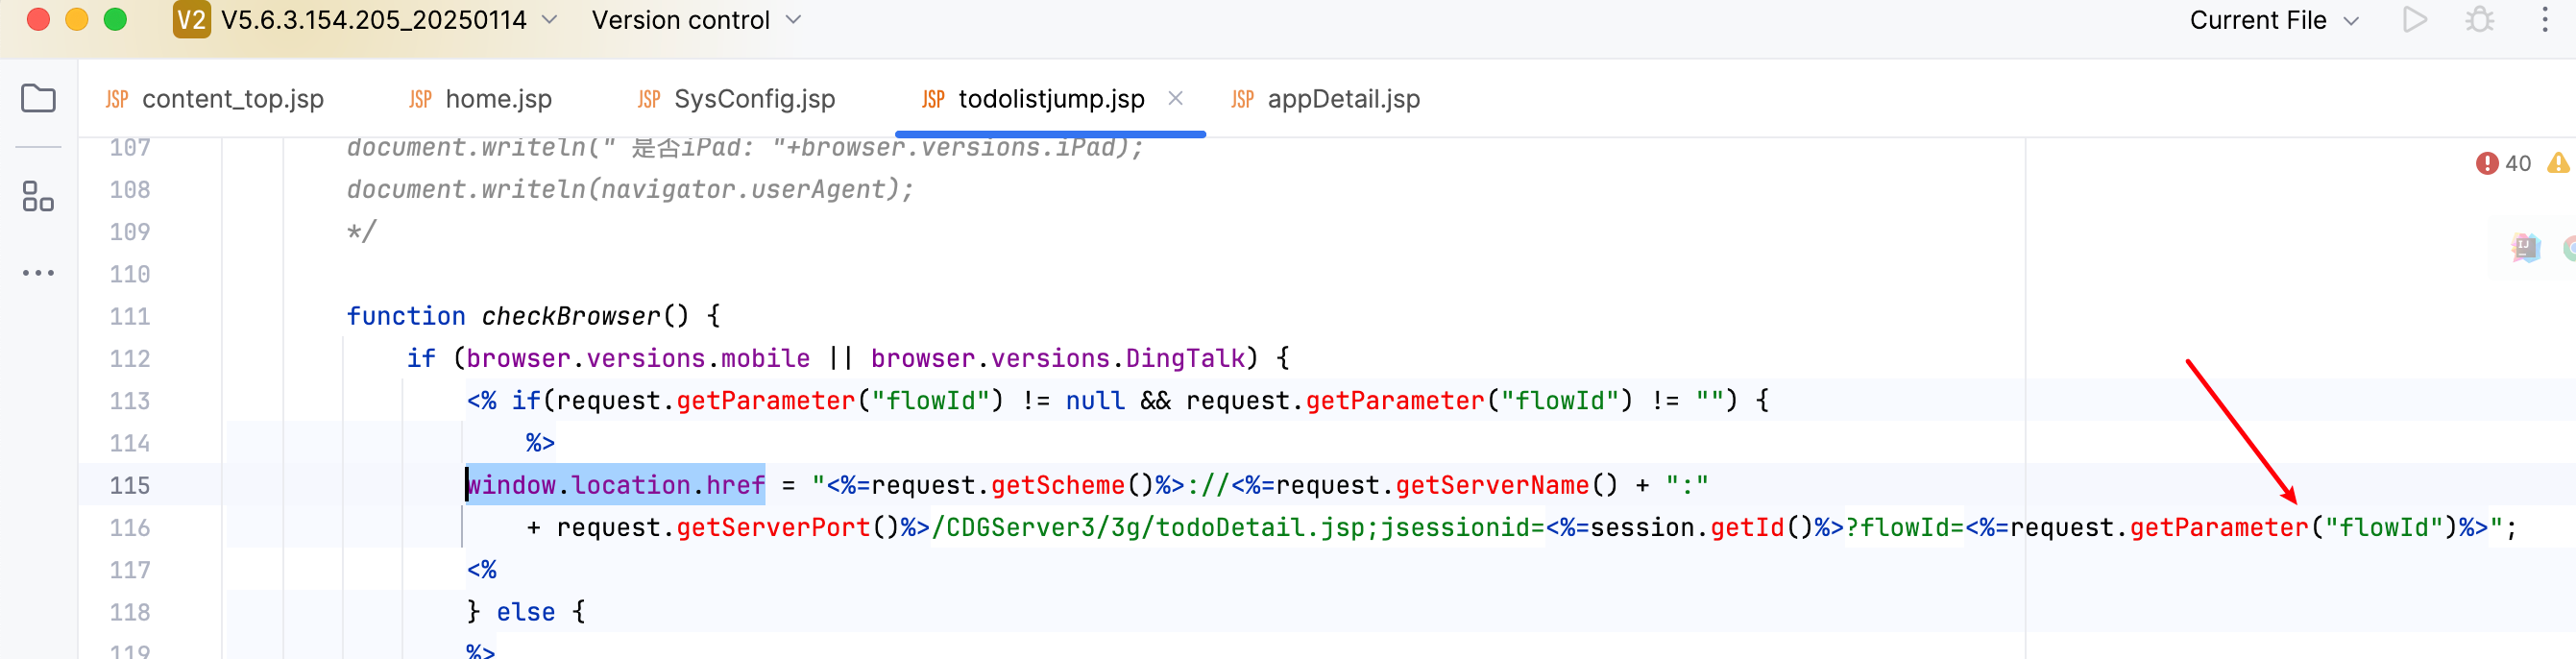 V2 V5.6.3.154.205_20250114 Version control Current File
JSP content_top.jsp JSP home.jsp JSP SysConfig.jsp JSP todolistjump.jsp JSP appDetail.jsp
107 document.writeln(" 是否iPad: "+browser.versions.iPad);
40
108 document.writeln(navigator.userAgent);
109 */
110
111 function checkBrowser() {
112 if (browser.versions.mobile || browser.versions.DingTalk) {
113 <% if(request.getParameter("flowId") != null && request.getParameter("flowId") != "") {
114 %>
115 window.location.href = "<%=request.getScheme()%>://<%=request.getServerName() + ":"
116 + request.getServerPort()%>/CDGServer3/3g/todoDetail.jsp;jsessionid=<%=session.getId()%>?flowId=<%=request.getParameter("flowId")%>";
117 <%
118 } else {
119 %>